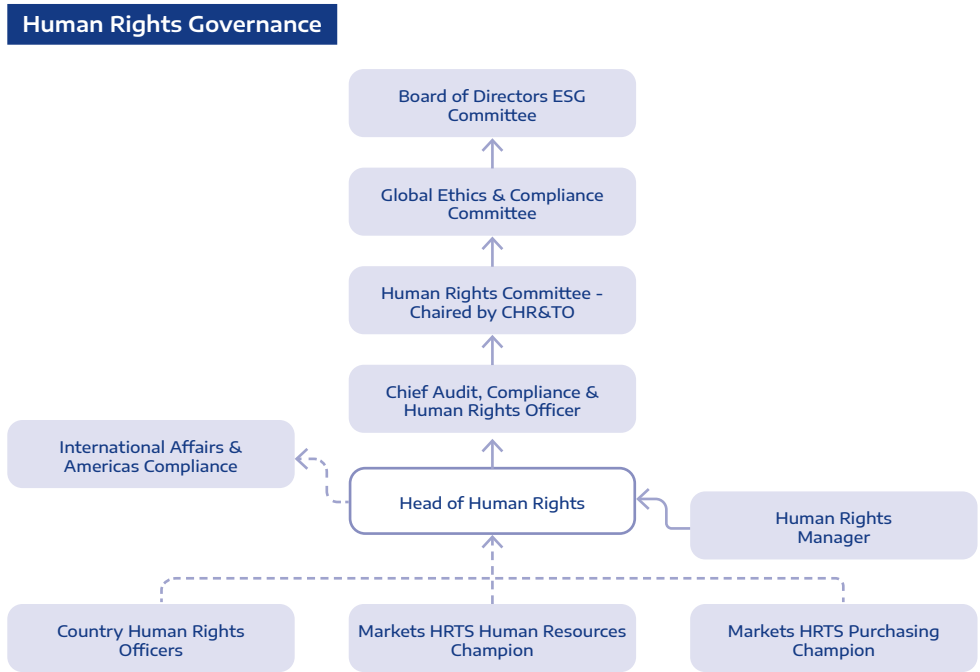 Human Rights Governance
Board of Directors ESG
Committee
Global Ethics & Compliance
Committee
Human Rights Committee -
Chaired by CHR&TO
Chief Audit, Compliance &
Human Rights Officer
International Affairs &
Americas Compliance
Head of Human Rights
Human Rights
Manager
Country Human Rights
Officers
Markets HRTS Human Resources
Champion
Markets HRTS Purchasing
Champion